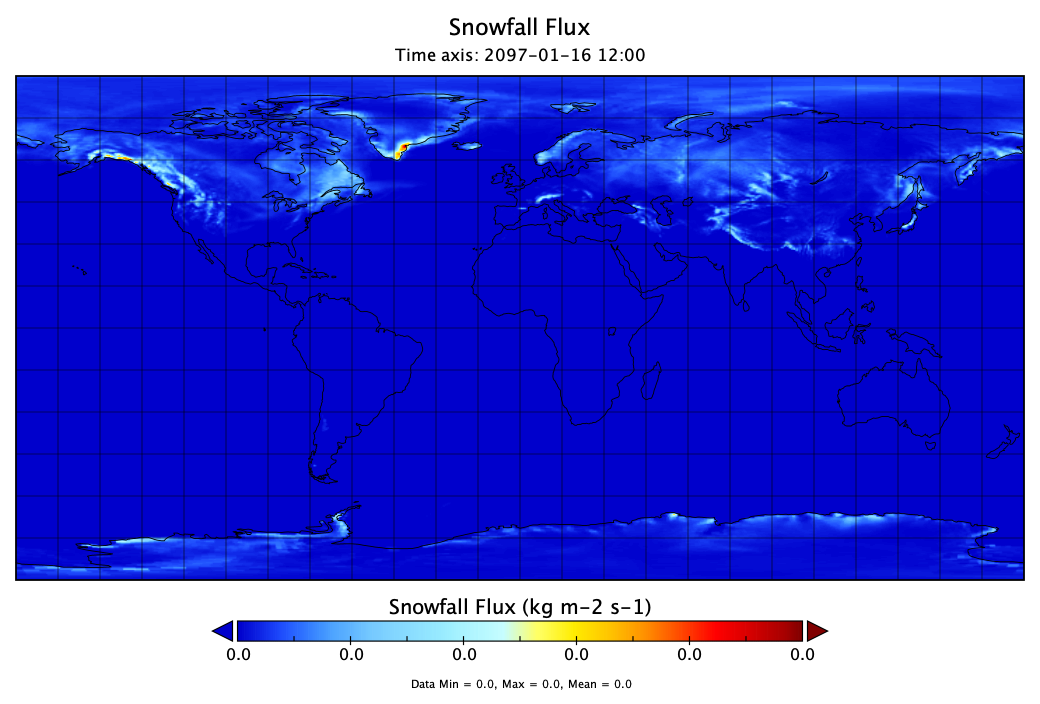 Snowfall Flux
Time axis: 2097-01-16 12:00
Snowfall Flux (kg m-2 s-1)
0.0 0.0 0.0 0.0 0.0 0.0
Data Min = 0.0, Max = 0.0, Mean = 0.0